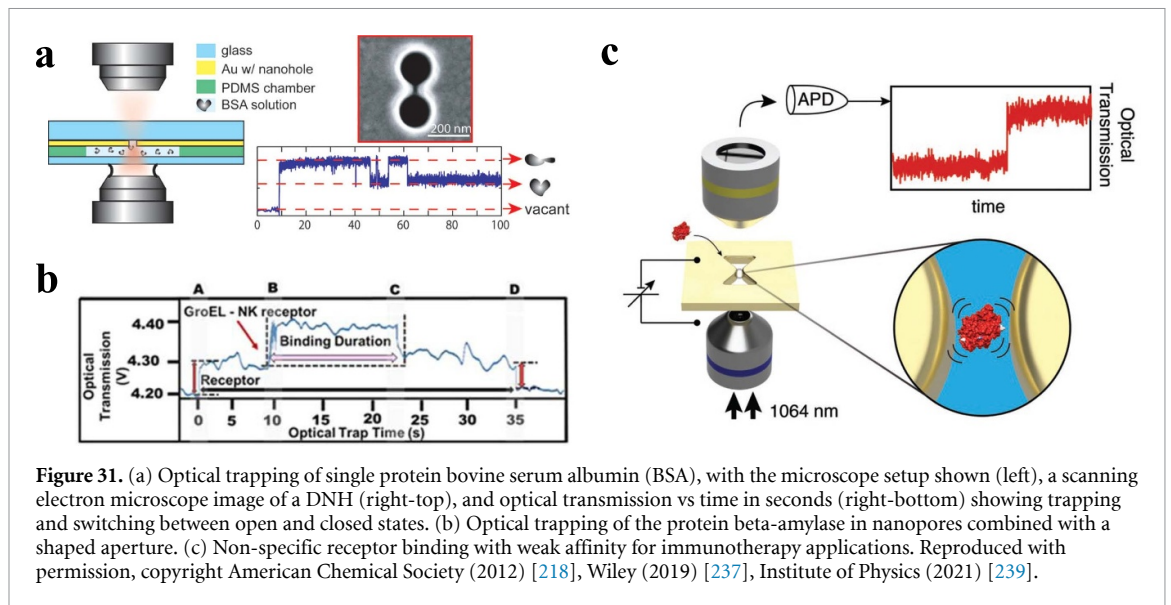 a
glass
Au w/ nanohole
PDMS chamber
BSA solution
200 nm
vacant
0 20 40 60 80 100
b
A B C D
GroEL - NK receptor
Binding Duration
Receptor
Optical
Transmission
(V)
4.40
4.30
4.20
0 5 10 15 20 25 30 35
Optical Trap Time (s)
c
APD
Optical
Transmission
time
1064 nm
Figure 31. (a) Optical trapping of single protein bovine serum albumin (BSA), with the microscope setup shown (left), a scanning
electron microscope image of a DNH (right-top), and optical transmission vs time in seconds (right-bottom) showing trapping
and switching between open and closed states. (b) Optical trapping of the protein beta-amylase in nanopores combined with a
shaped aperture. (c) Non-specific receptor binding with weak affinity for immunotherapy applications. Reproduced with
permission, copyright American Chemical Society (2012) [218], Wiley (2019) [237], Institute of Physics (2021) [239].